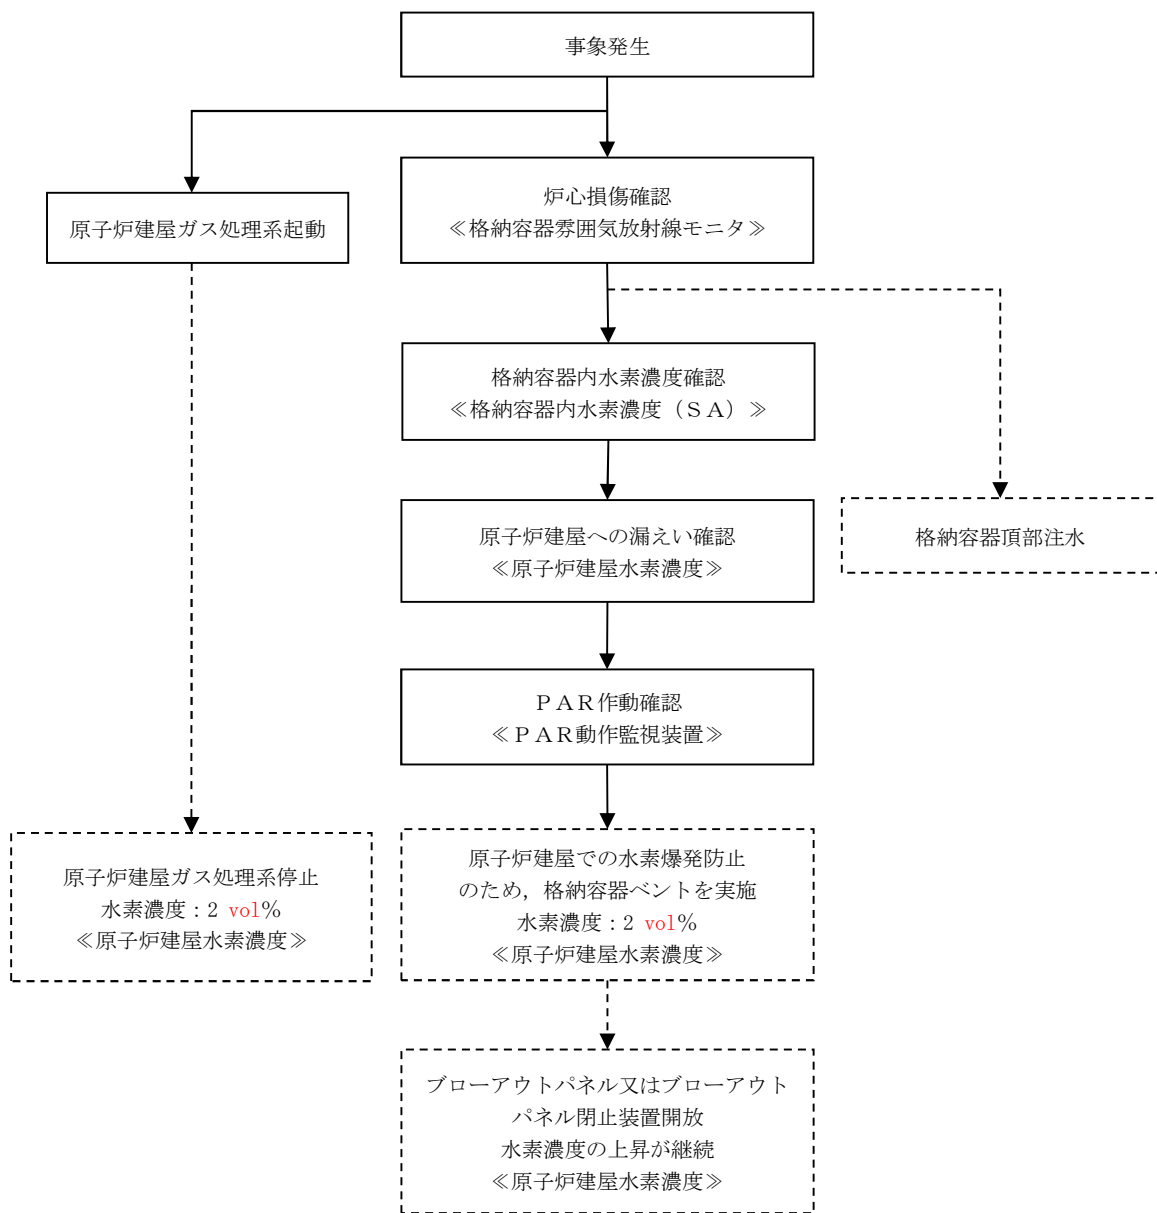 事象発生
原子炉建屋ガス処理系起動
炉心損傷確認
≪格納容器雰囲気放射線モニタ≫
格納容器内水素濃度確認
≪格納容器内水素濃度（ＳＡ）≫
原子炉建屋への漏えい確認
≪原子炉建屋水素濃度≫
格納容器頂部注水
ＰＡＲ作動確認
≪ＰＡＲ動作監視装置≫
原子炉建屋ガス処理系停止
水素濃度：2 vol％
≪原子炉建屋水素濃度≫
原子炉建屋での水素爆発防止
のため，格納容器ベントを実施
水素濃度：2 vol％
≪原子炉建屋水素濃度≫
ブローアウトパネル又はブローアウト
パネル閉止装置開放
水素濃度の上昇が継続
≪原子炉建屋水素濃度≫